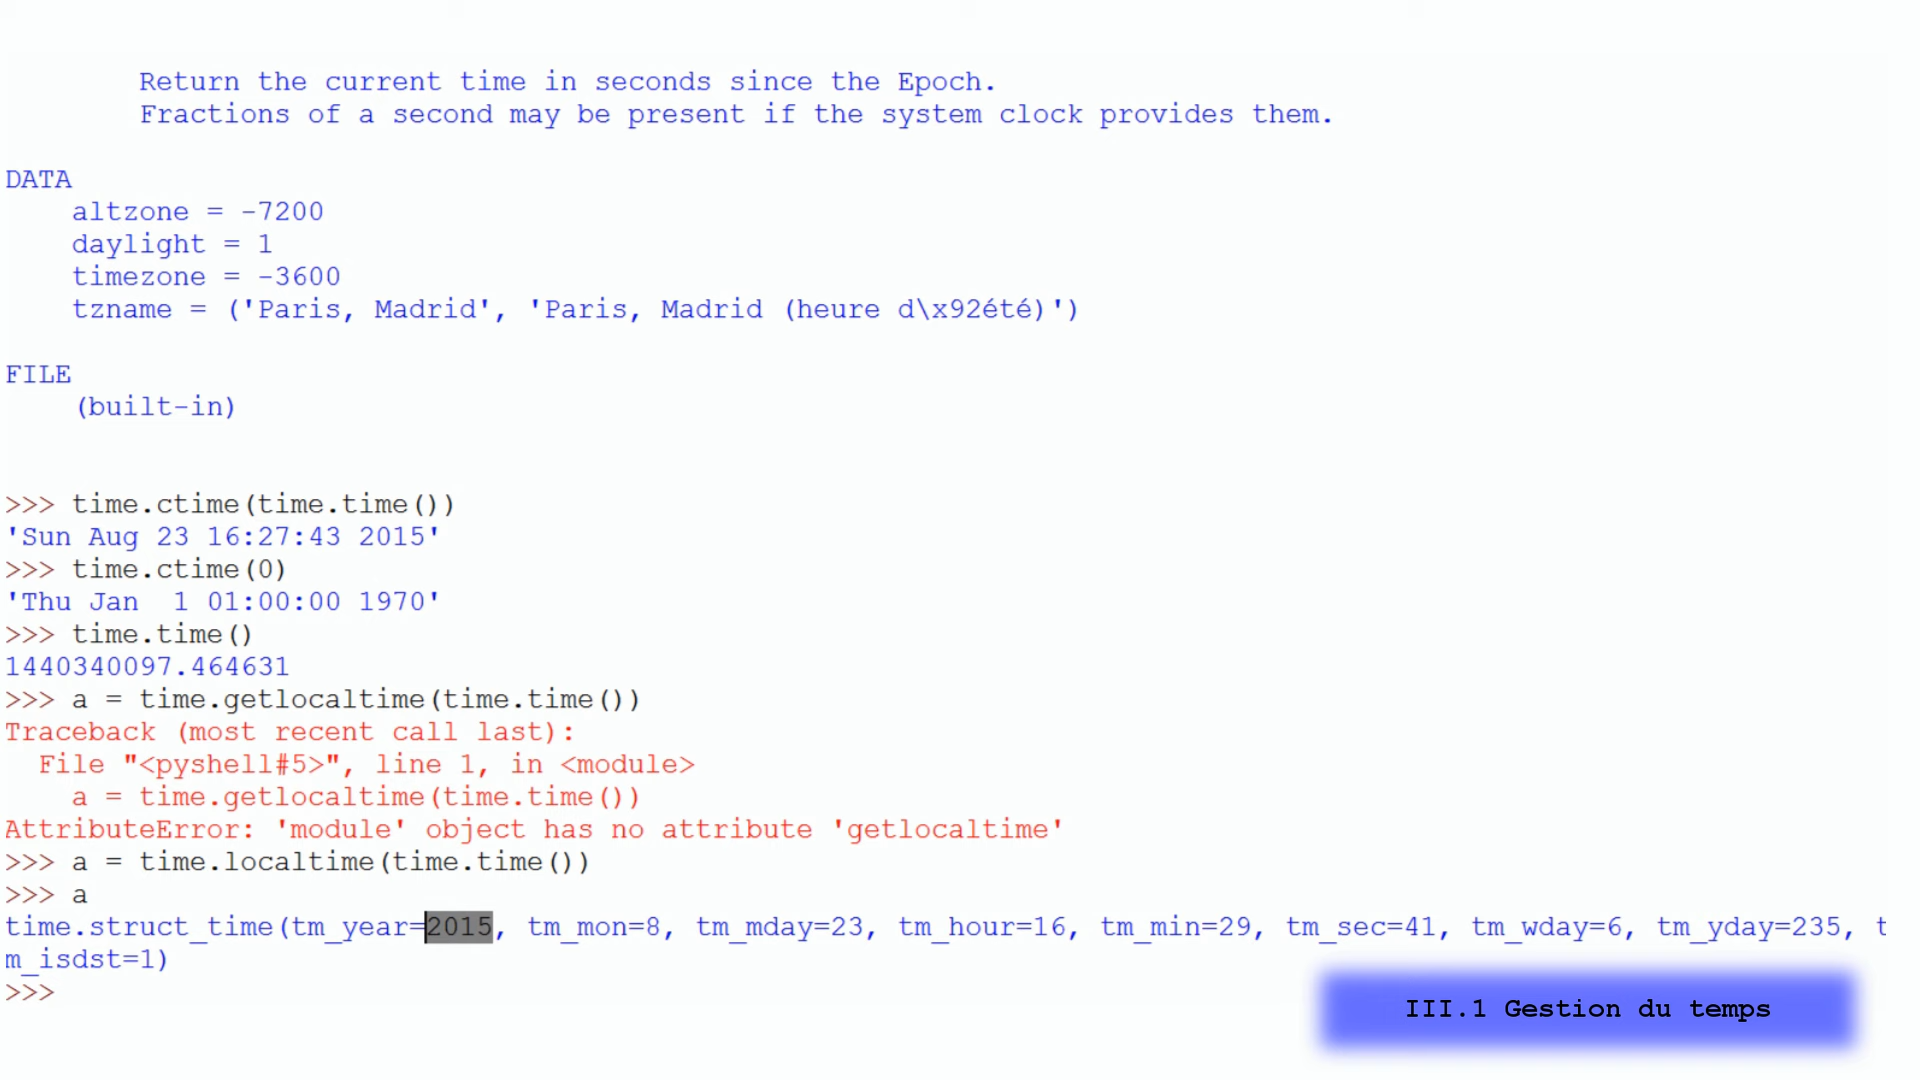 Return the current time in seconds since the Epoch.
Fractions of a second may be present if the system clock provides them.
DATA
altzone = -7200
daylight = 1
timezone = -3600
tzname = ('Paris, Madrid', 'Paris, Madrid (heure d\x92été)')
FILE
(built-in)
>>> time.ctime(time.time())
'Sun Aug 23 16:27:43 2015'
>>> time.ctime(0)
'Thu Jan  1 01:00:00 1970'
>>> time.time()
1440340097.464631
>>> a = time.getlocaltime(time.time())
Traceback (most recent call last):
  File "<pyshell#5>", line 1, in <module>
    a = time.getlocaltime(time.time())
AttributeError: 'module' object has no attribute 'getlocaltime'
>>> a = time.localtime(time.time())
>>> a
time.struct_time(tm_year=2015, tm_mon=8, tm_mday=23, tm_hour=16, tm_min=29, tm_sec=41, tm_wday=6, tm_yday=235, t
m_isdst=1)
>>>
III.1 Gestion du temps